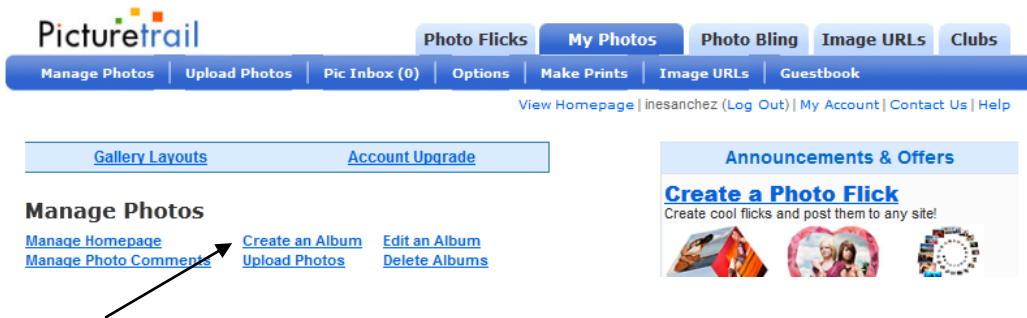 Picturetrail
Photo Flicks My Photos Photo Bling Image URLs Clubs
Manage Photos Upload Photos Pic Inbox (0) Options Make Prints Image URLs Guestbook
View Homepage | inesanchez (Log Out) | My Account | Contact Us | Help
Gallery Layouts Account Upgrade
Announcements & Offers
Create a Photo Flick
Create cool flicks and post them to any site!
Manage Photos
Manage Homepage Create an Album Edit an Album
Manage Photo Comments Upload Photos Delete Albums